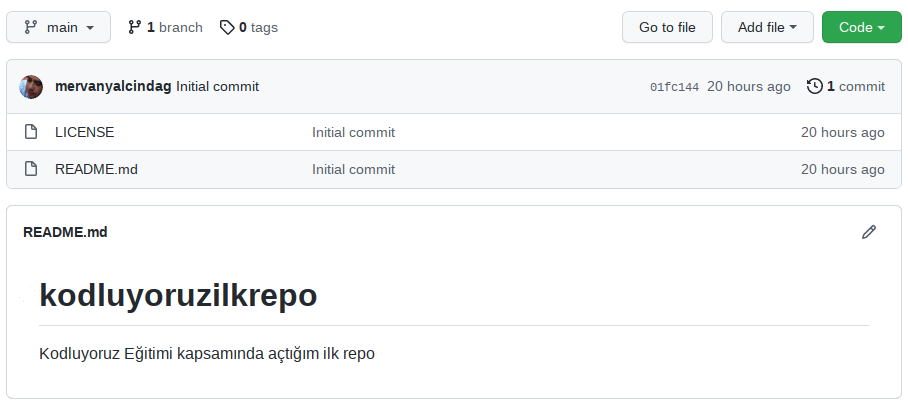 main 1 branch 0 tags Go to file Add file Code
mervanyalcindag Initial commit 01fc144 20 hours ago 1 commit
LICENSE Initial commit 20 hours ago
README.md Initial commit 20 hours ago
README.md
kodluyoruzilkrepo
Kodluyoruz Eğitimi kapsamında açtığım ilk repo